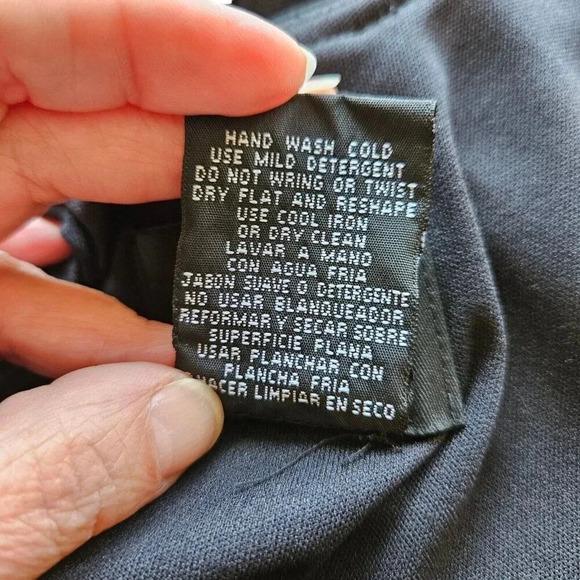 HAND WASH COLD
USE MILD DETERGENT
DO NOT WRING OR TWIST
DRY FLAT AND RESHAPE
USE COOL IRON
OR DRY CLEAN
LAVAR A MANO
CON AGUA FRIA
JABON SUAVE O DETERGENTE
NO USAR BLANQUEADOR
REFORMAR Y SECAR SOBRE
SUPERFICIE PLANA
USAR PLANCHAR CON
PLANCHA FRIA
HACER LIMPIAR EN SECO